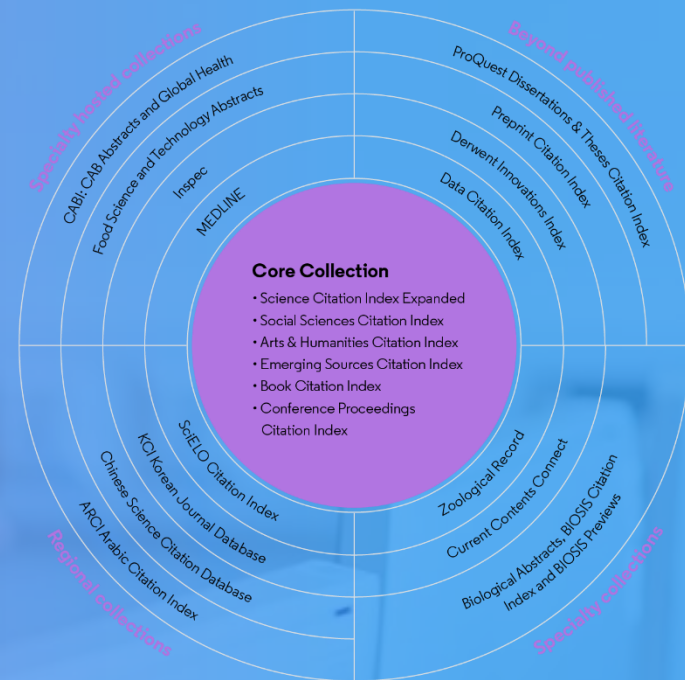 Specialty hosted collections
CABI: CAB Abstracts and Global Health
Food Science and Technology Abstracts
Inspec
MEDLINE
Beyond published literature
ProQuest Dissertations & Theses Citation Index
Preprint Citation Index
Derwent Innovations Index
Data Citation Index
Core Collection
• Science Citation Index Expanded
• Social Sciences Citation Index
• Arts & Humanities Citation Index
• Emerging Sources Citation Index
• Book Citation Index
• Conference Proceedings
Citation Index
SciELO Citation Index
KCI Korean Journal Database
Chinese Science Citation Database
ARCI Arabic Citation Index
Regional collections
Zoological Record
Current Contents Connect
Biological Abstracts, BIOSIS Citation
Index and BIOSIS Previews
Specialty collections